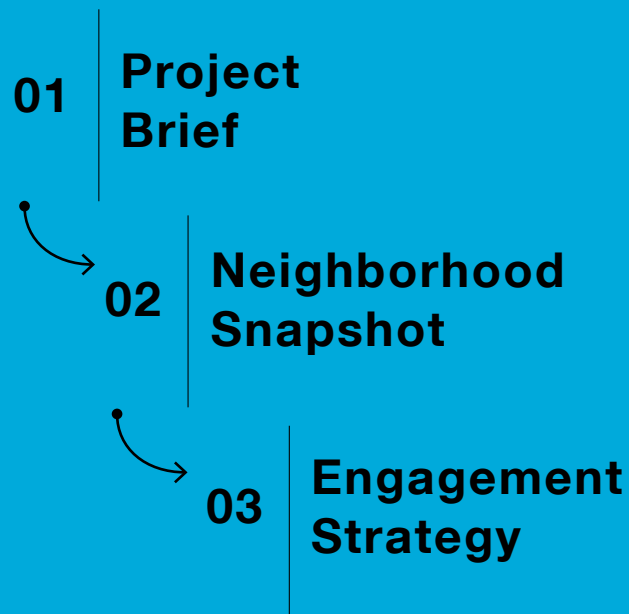 01
Project
Brief
02
Neighborhood
Snapshot
03
Engagement
Strategy